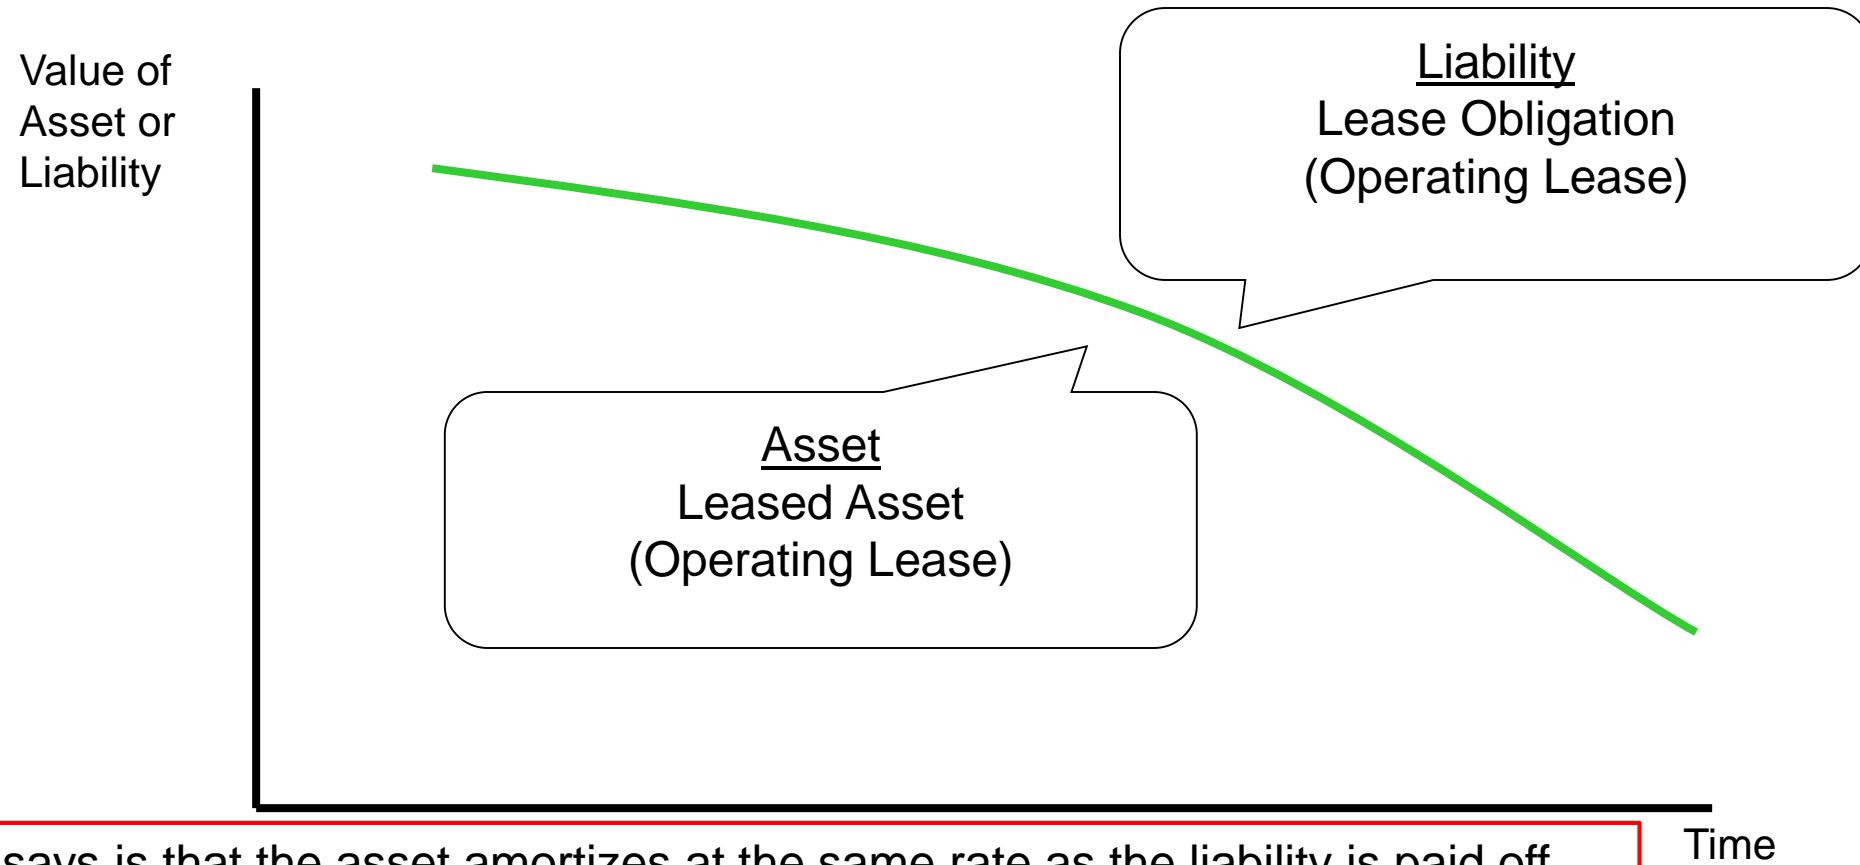 Value of
Asset or
Liability
Liability
Lease Obligation
(Operating Lease)
Asset
Leased Asset
(Operating Lease)
Time
says is that the asset amortizes at the same rate as the liability is paid off